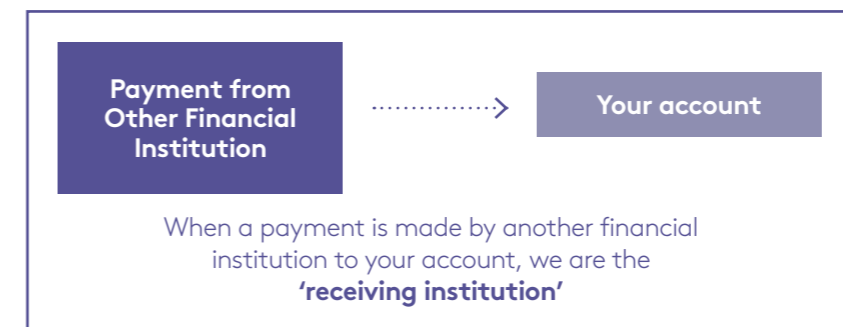 Payment from
Other Financial
Institution
Your account
When a payment is made by another financial
institution to your account, we are the
‘receiving institution’